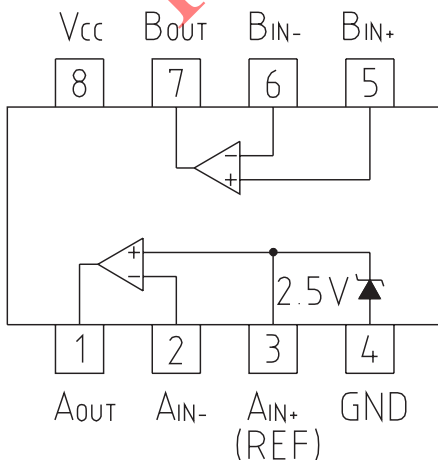 VCC BOUT BIN- BIN+
8 7 6 5
-
+
+
-
2.5V
1 2 3 4
AOUT AIN- AIN+ GND
(REF)